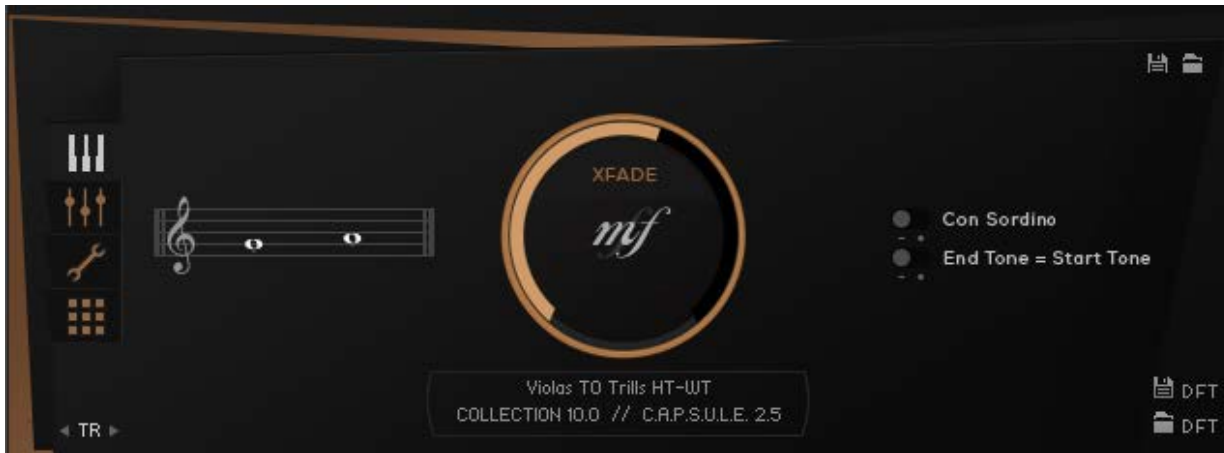 XFADE
mf
Con Sordino
End Tone = Start Tone
Violas TO Trills HT-WT
COLLECTION 10.0 // C.A.P.S.U.L.E. 2.5
DFT
TR
DFT